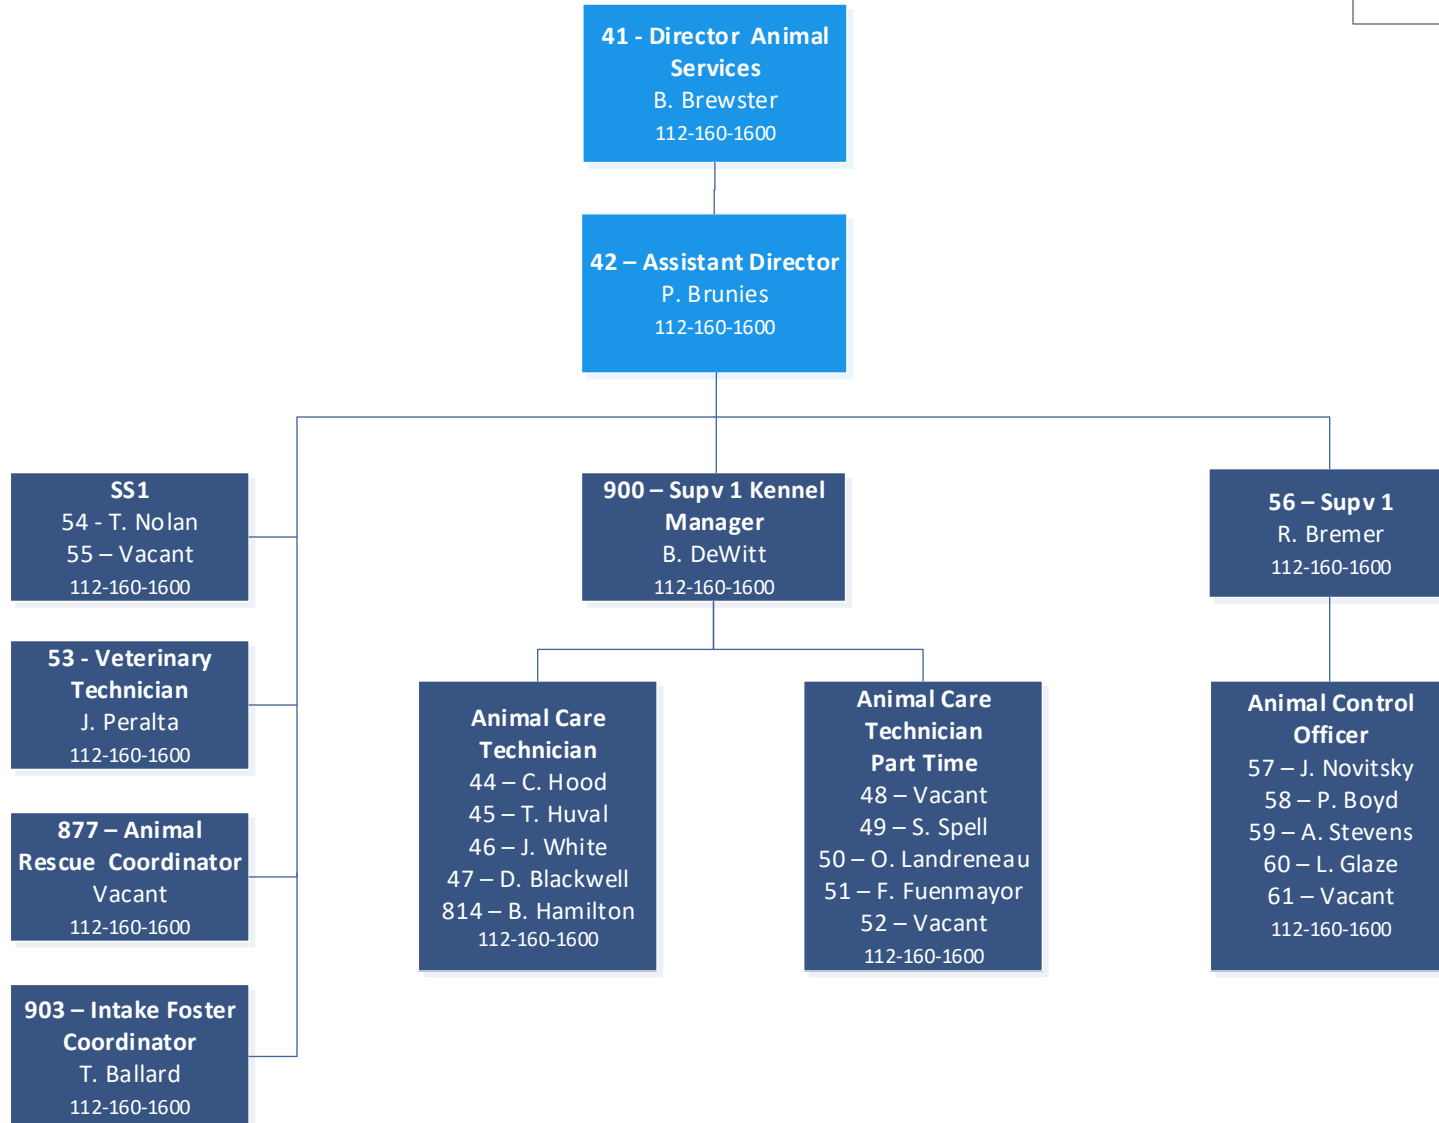 41 - Director Animal
Services
B. Brewster
112-160-1600
42 – Assistant Director
P. Brunies
112-160-1600
SS1
54 - T. Nolan
55 – Vacant
112-160-1600
53 - Veterinary
Technician
J. Peralta
112-160-1600
877 – Animal
Rescue Coordinator
Vacant
112-160-1600
903 – Intake Foster
Coordinator
T. Ballard
112-160-1600
900 – Supv 1 Kennel
Manager
B. DeWitt
112-160-1600
Animal Care
Technician
44 – C. Hood
45 – T. Huval
46 – J. White
47 – D. Blackwell
814 – B. Hamilton
112-160-1600
Animal Care
Technician
Part Time
48 – Vacant
49 – S. Spell
50 – O. Landreneau
51 – F. Fuenmayor
52 – Vacant
112-160-1600
56 – Supv 1
R. Bremer
112-160-1600
Animal Control
Officer
57 – J. Novitsky
58 – P. Boyd
59 – A. Stevens
60 – L. Glaze
61 – Vacant
112-160-1600